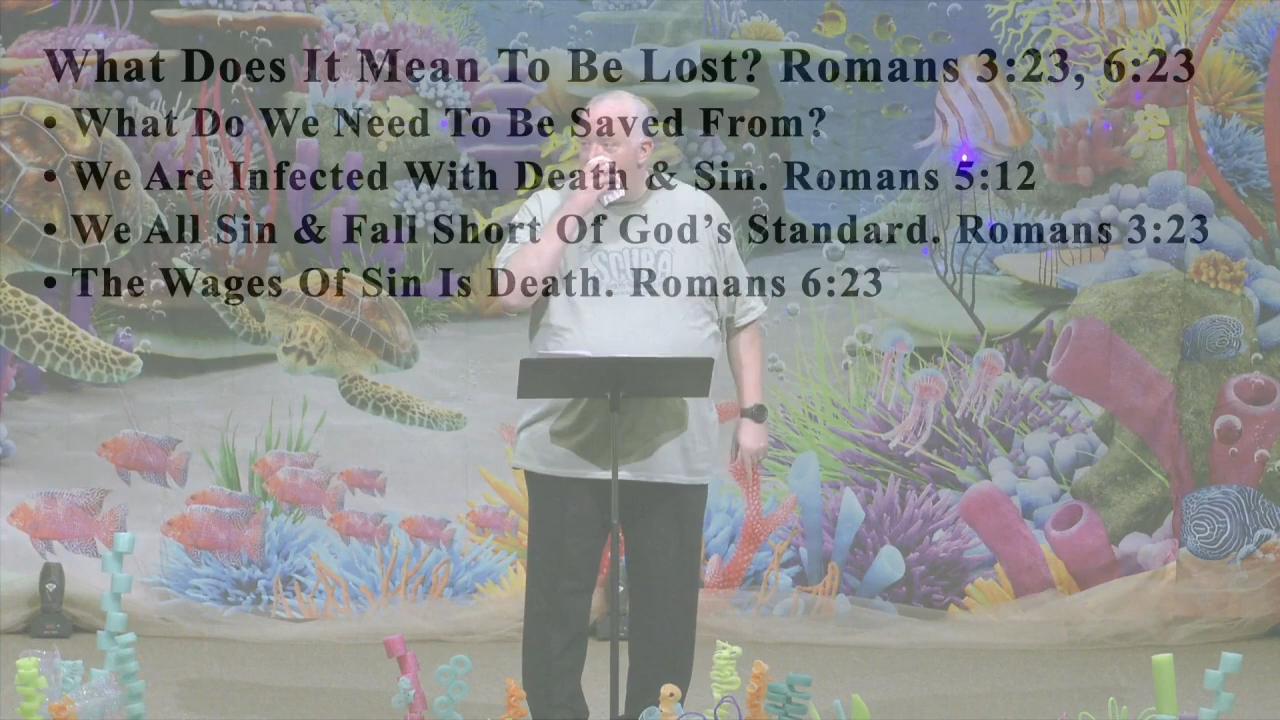 What Does It Mean To Be Lost? Romans 3:23, 6:23
• What Do We Need To Be Saved From?
• We Are Infected With Death & Sin. Romans 5:12
• We All Sin & Fall Short Of God's Standard. Romans 3:23
• The Wages Of Sin Is Death. Romans 6:23
SCUBA